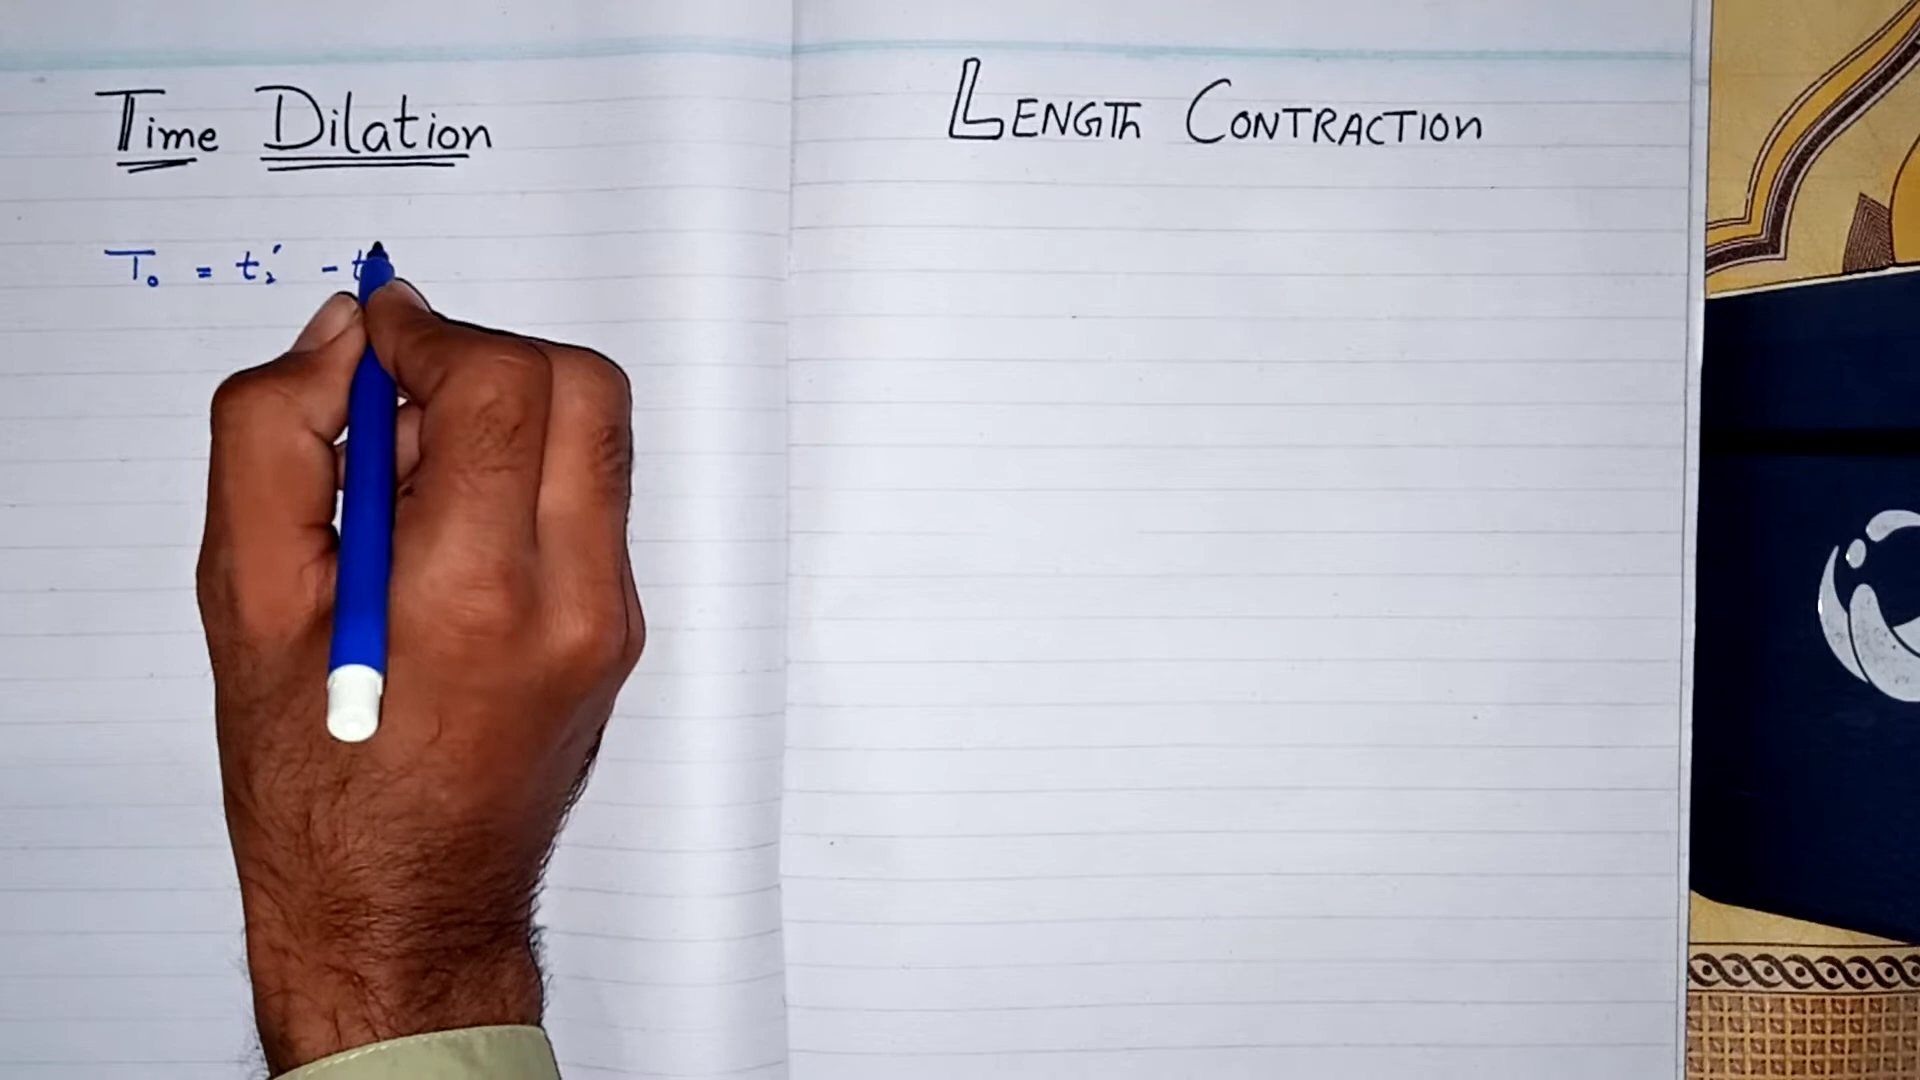 Time Dilation
T₀ = t₂′ - t
LENGTH CONTRACTION